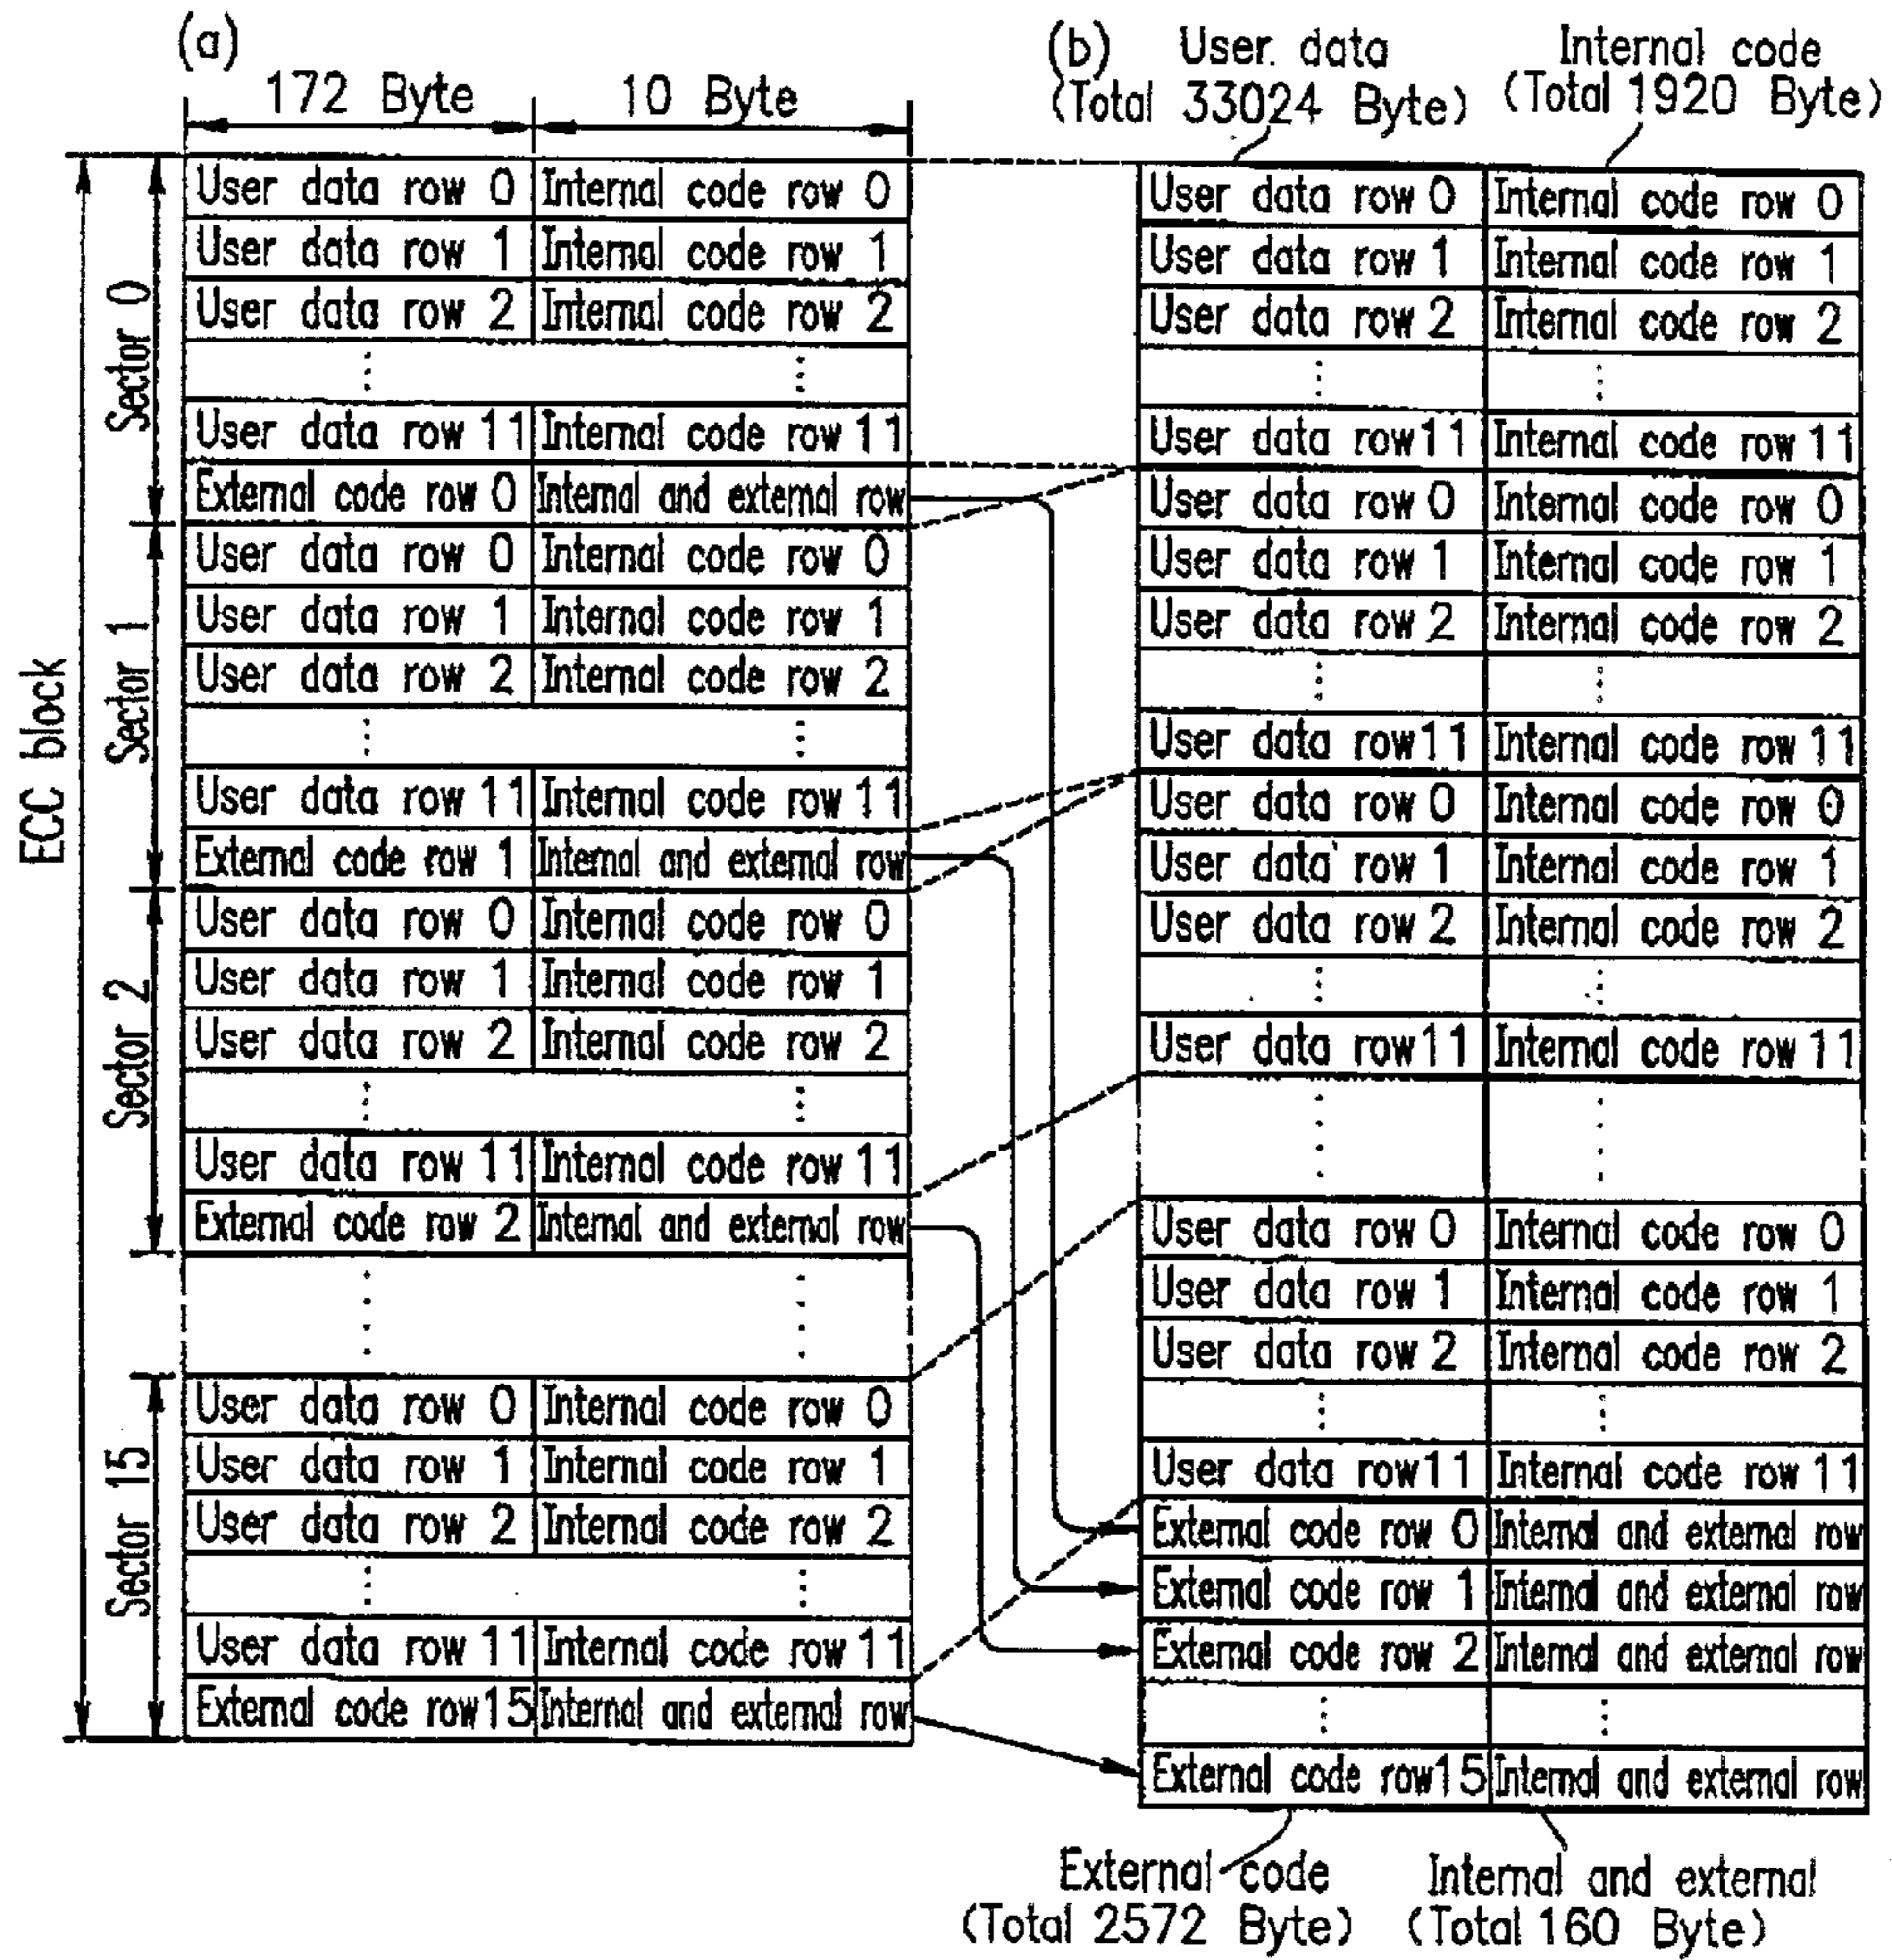 (a)
172 Byte 10 Byte
ECC block
Sector 0
User data row 0 Internal code row 0
User data row 1 Internal code row 1
User data row 2 Internal code row 2
User data row 11 Internal code row 11
External code row 0 Internal and external row
Sector 1
User data row 0 Internal code row 0
User data row 1 Internal code row 1
User data row 2 Internal code row 2
User data row 11 Internal code row 11
External code row 1 Internal and external row
Sector 2
User data row 0 Internal code row 0
User data row 1 Internal code row 1
User data row 2 Internal code row 2
User data row 11 Internal code row 11
External code row 2 Internal and external row
Sector 15
User data row 0 Internal code row 0
User data row 1 Internal code row 1
User data row 2 Internal code row 2
User data row 11 Internal code row 11
External code row 15 Internal and external row
(b) User data Internal code
(Total 33024 Byte) (Total 1920 Byte)
User data row 0 Internal code row 0
User data row 1 Internal code row 1
User data row 2 Internal code row 2
User data row 11 Internal code row 11
User data row 0 Internal code row 0
User data row 1 Internal code row 1
User data row 2 Internal code row 2
User data row 11 Internal code row 11
User data row 0 Internal code row 0
User data row 1 Internal code row 1
User data row 2 Internal code row 2
User data row 11 Internal code row 11
User data row 0 Internal code row 0
User data row 1 Internal code row 1
User data row 2 Internal code row 2
User data row 11 Internal code row 11
External code row 0 Internal and external row
External code row 1 Internal and external row
External code row 2 Internal and external row
External code row 15 Internal and external row
External code Internal and external
(Total 2572 Byte) (Total 160 Byte)